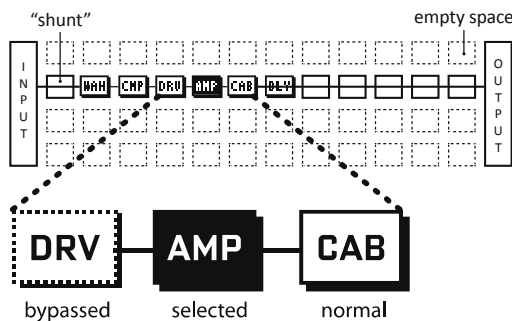 “shunt” empty space
INPUT
WAH CMP DRV AMP CAB DLY
OUTPUT
DRV AMP CAB
bypassed selected normal